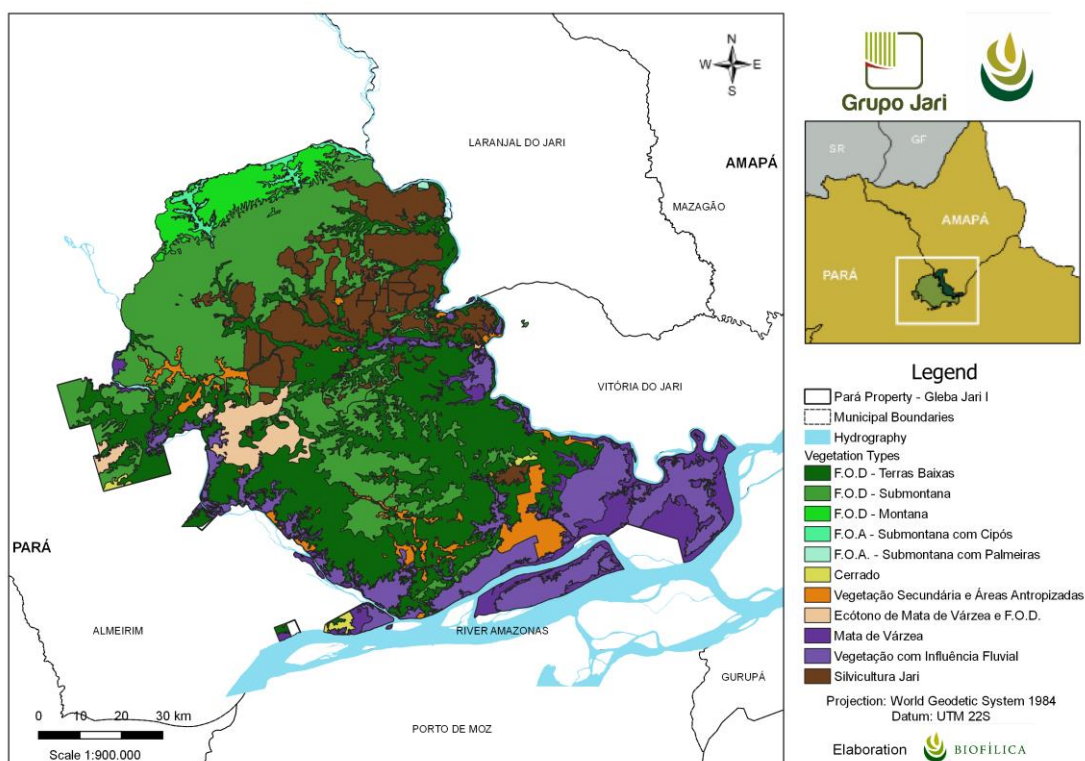 N
W E
S
LARANJAL DO JARI
AMAPÁ
MAZAGÃO
VITÓRIA DO JARI
PARÁ
ALMEIRIM
RIVER AMAZONAS
GURUPÁ
PORTO DE MOZ
0 10 20 30 km
Scale 1:900.000
Grupo Jari
SR
GF
AMAPÁ
PARÁ
Legend
Pará Property - Gleba Jari I
Municipal Boundaries
Hydrography
Vegetation Types
F.O.D - Terras Baixas
F.O.D - Submontana
F.O.D - Montana
F.O.A - Submontana com Cipós
F.O.A. - Submontana com Palmeiras
Cerrado
Vegetação Secundária e Áreas Antropizadas
Ecótono de Mata de Várzea e F.O.D.
Mata de Várzea
Vegetação com Influência Fluvial
Silvicultura Jari
Projection: World Geodetic System 1984
Datum: UTM 22S
Elaboration BIOFÍLICA